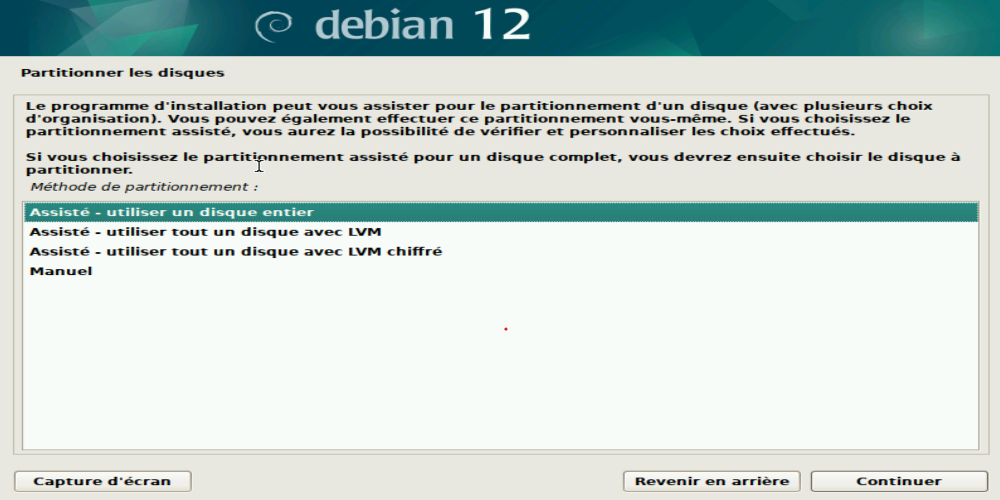 debian 12
Partitionner les disques
Le programme d'installation peut vous assister pour le partitionnement d'un disque (avec plusieurs choix
d'organisation). Vous pouvez également effectuer ce partitionnement vous-même. Si vous choisissez le
partitionnement assisté, vous aurez la possibilité de vérifier et personnaliser les choix effectués.
Si vous choisissez le partitionnement assisté pour un disque complet, vous devrez ensuite choisir le disque à
partitionner.
Méthode de partitionnement :
Assisté - utiliser un disque entier
Assisté - utiliser tout un disque avec LVM
Assisté - utiliser tout un disque avec LVM chiffré
Manuel
Capture d'écran
Revenir en arrière
Continuer